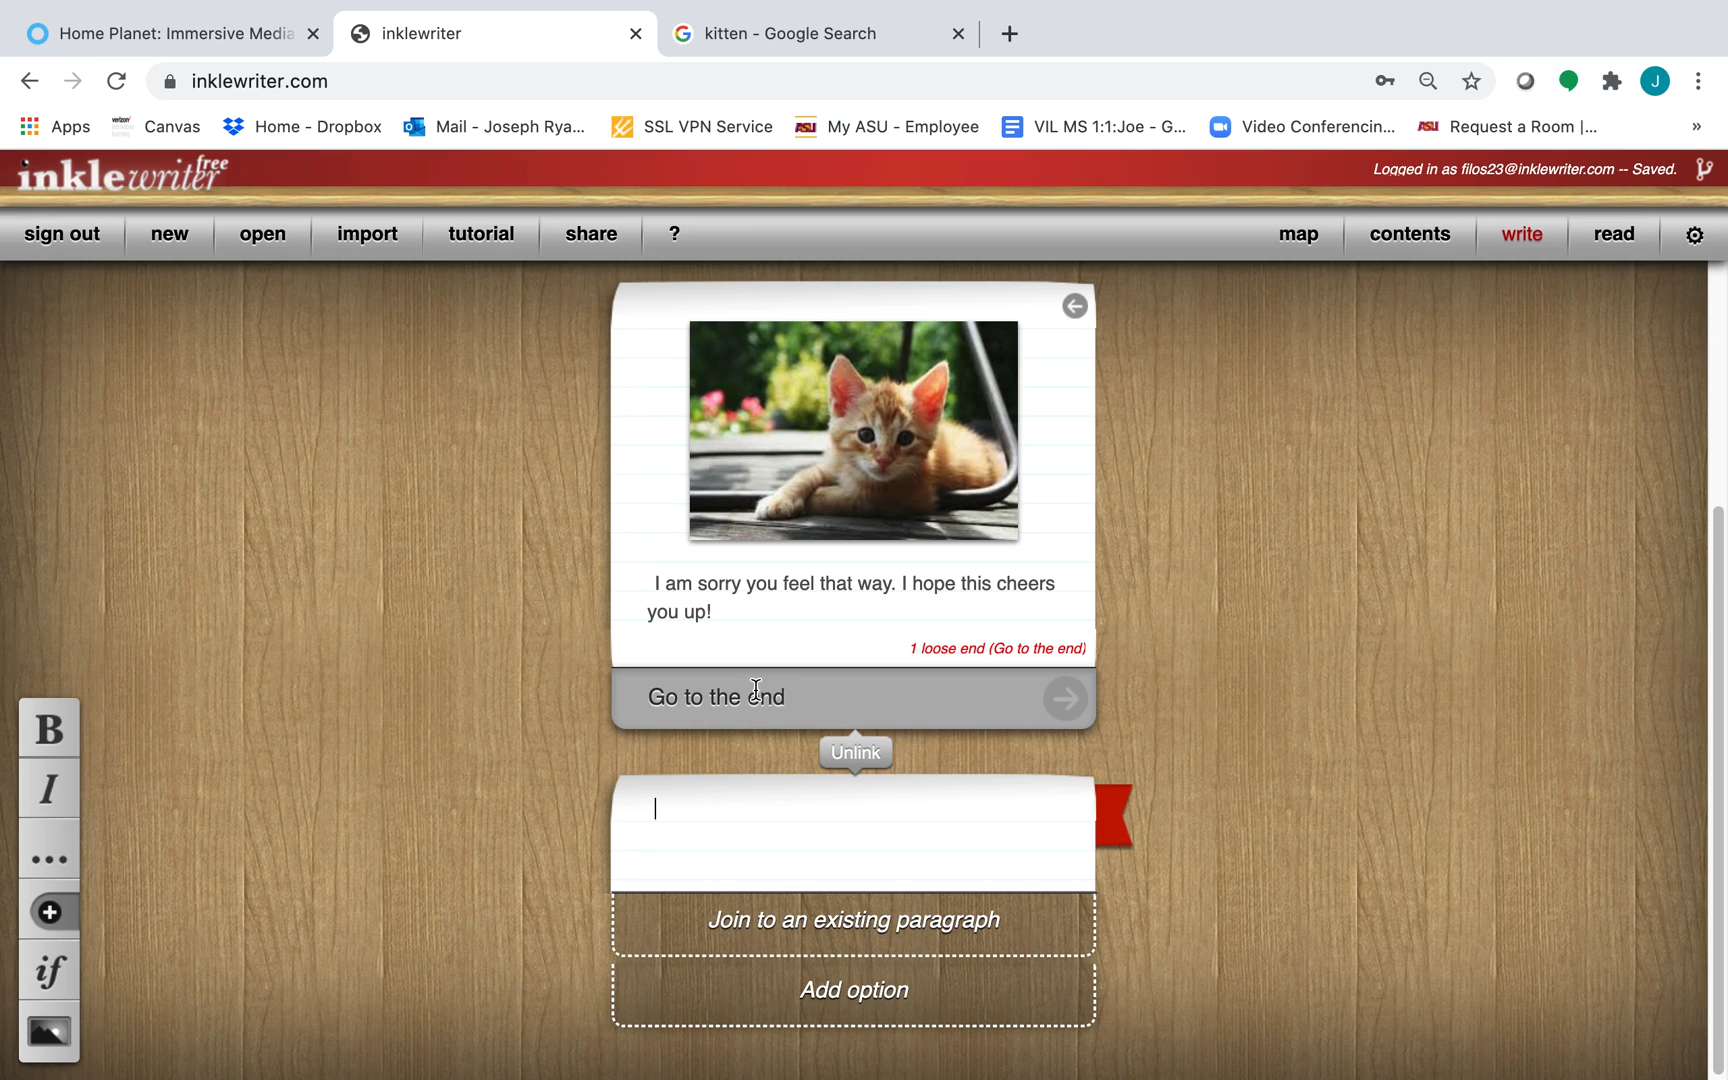 Home Planet: Immersive Media
inklewriter
kitten - Google Search
inklewriter.com
J
Apps
verizon
Canvas
Home - Dropbox
Mail - Joseph Rya...
SSL VPN Service
ASU
My ASU - Employee
VIL MS 1:1:Joe - G...
Video Conferencin...
ASU
Request a Room |...
»
inklewriter free
Logged in as filos23@inklewriter.com -- Saved.
sign out
new
open
import
tutorial
share
?
map
contents
write
read
I am sorry you feel that way. I hope this cheers
you up!
1 loose end (Go to the end)
Go to the end
Unlink
Join to an existing paragraph
Add option
B
I
...
if